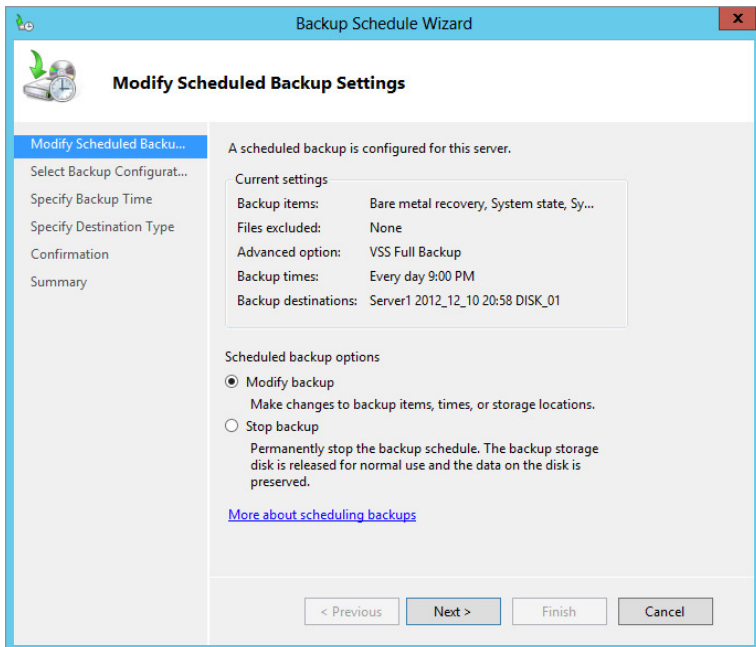 Backup Schedule Wizard
x
Modify Scheduled Backup Settings
Modify Scheduled Backu...
Select Backup Configurat...
Specify Backup Time
Specify Destination Type
Confirmation
Summary
A scheduled backup is configured for this server.
Current settings
Backup items: Bare metal recovery, System state, Sy...
Files excluded: None
Advanced option: VSS Full Backup
Backup times: Every day 9:00 PM
Backup destinations: Server1 2012_12_10 20:58 DISK_01
Scheduled backup options
Modify backup
Make changes to backup items, times, or storage locations.
Stop backup
Permanently stop the backup schedule. The backup storage
disk is released for normal use and the data on the disk is
preserved.
More about scheduling backups
< Previous
Next >
Finish
Cancel